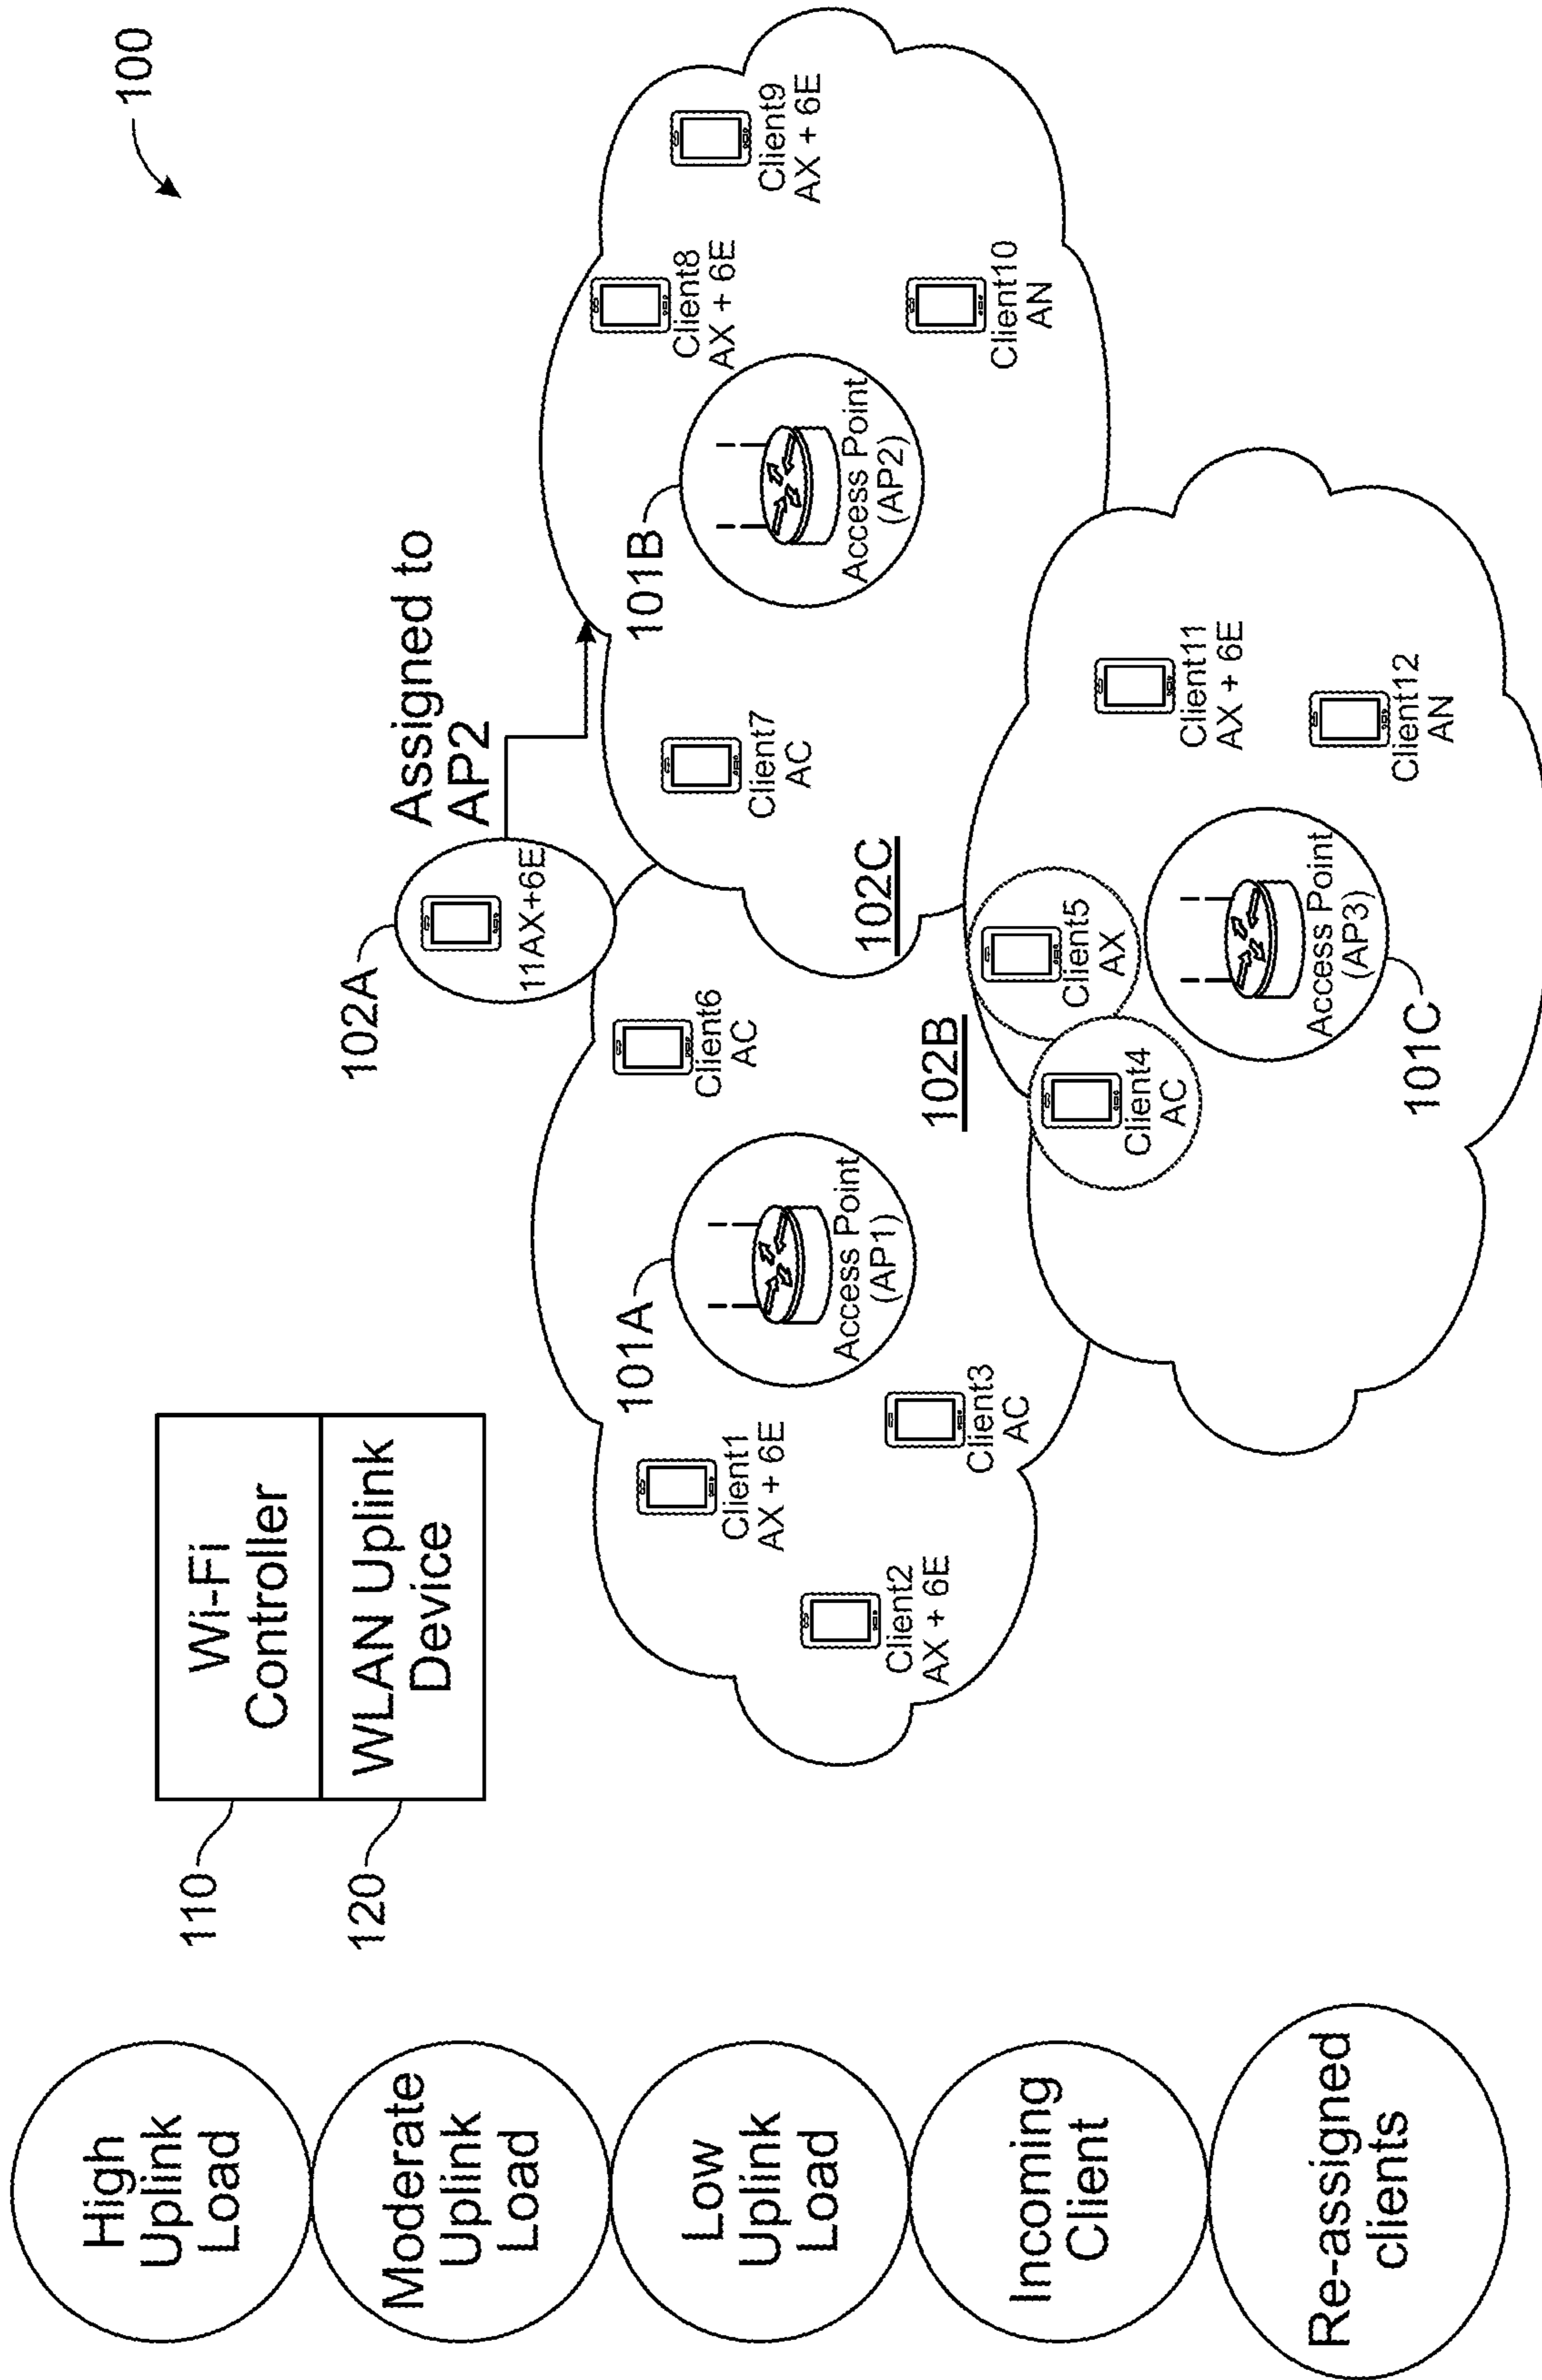 100
High
Uplink
Load
Moderate
Uplink
Load
Low
Uplink
Load
Incoming
Client
Re-assigned
clients
110
Wi-Fi
Controller
120
WLAN Uplink
Device
102A
11AX+6E
Assigned to
AP2
101A
Access Point
(AP1)
Client1
AX + 6E
Client2
AX + 6E
Client3
AC
Client6
AC
101B
Access Point
(AP2)
Client7
AC
Client8
AX + 6E
Client9
AX + 6E
Client10
AN
102B
102C
Client4
AC
Client5
AX
101C
Access Point
(AP3)
Client11
AX + 6E
Client12
AN